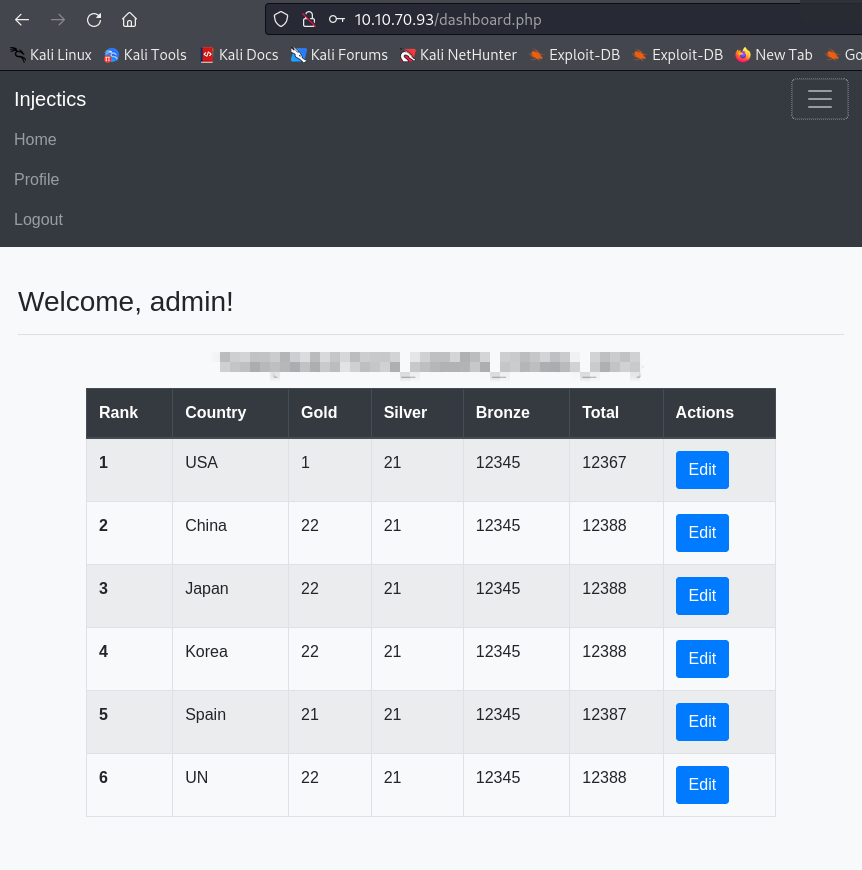 10.10.70.93/dashboard.php
Kali Linux Kali Tools Kali Docs Kali Forums Kali NetHunter Exploit-DB Exploit-DB New Tab Go
Injectics
Home
Profile
Logout
Welcome, admin!
Rank Country Gold Silver Bronze Total Actions
1 USA 1 21 12345 12367 Edit
2 China 22 21 12345 12388 Edit
3 Japan 22 21 12345 12388 Edit
4 Korea 22 21 12345 12388 Edit
5 Spain 21 21 12345 12387 Edit
6 UN 22 21 12345 12388 Edit